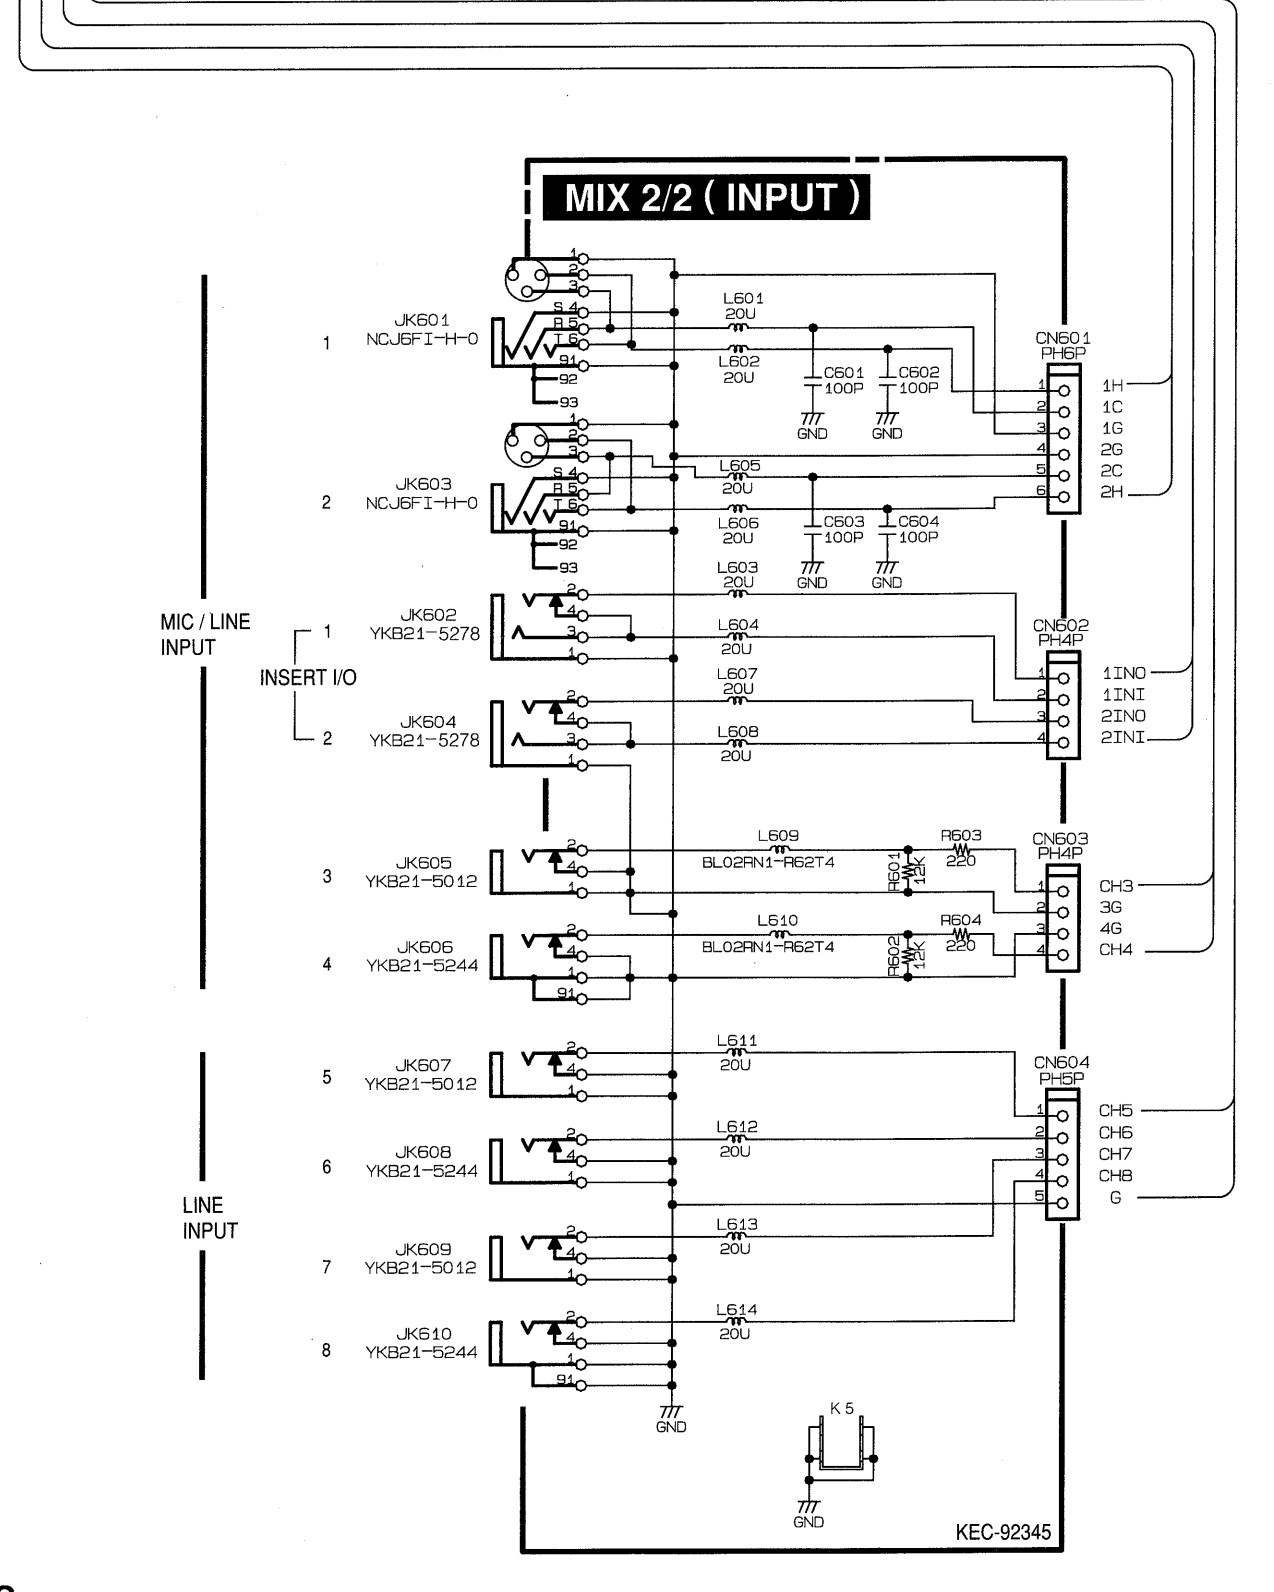 MIX 2/2 ( INPUT )
1
2
3
S 4
R 5
T 6
91
92
93
1
JK601
NCJ6FI-H-O
L601
20U
L602
20U
C601
100P
C602
100P
GND
GND
CN601
PH6P
1
2
3
4
5
6
1H
1C
1G
2G
2C
2H
1
2
3
S 4
R 5
T 6
91
92
93
2
JK603
NCJ6FI-H-O
L605
20U
L606
20U
C603
100P
C604
100P
GND
GND
MIC / LINE
INPUT
INSERT I/O
1
JK602
YKB21-5278
2
4
3
1
L603
20U
L604
20U
2
JK604
YKB21-5278
2
4
3
1
L607
20U
L608
20U
CN602
PH4P
1
2
3
4
1INO
1INI
2INO
2INI
3
JK605
YKB21-5012
2
4
1
L609
BL02RN1-R62T4
R601
12K
R603
220
4
JK606
YKB21-5244
2
4
1
91
L610
BL02RN1-R62T4
R602
12K
R604
220
CN603
PH4P
1
2
3
4
CH3
3G
4G
CH4
LINE
INPUT
5
JK607
YKB21-5012
2
4
1
L611
20U
6
JK608
YKB21-5244
2
4
1
L612
20U
CN604
PH5P
1
2
3
4
5
CH5
CH6
CH7
CH8
G
7
JK609
YKB21-5012
2
4
1
L613
20U
8
JK610
YKB21-5244
2
4
1
91
L614
20U
GND
K5
GND
KEC-92345